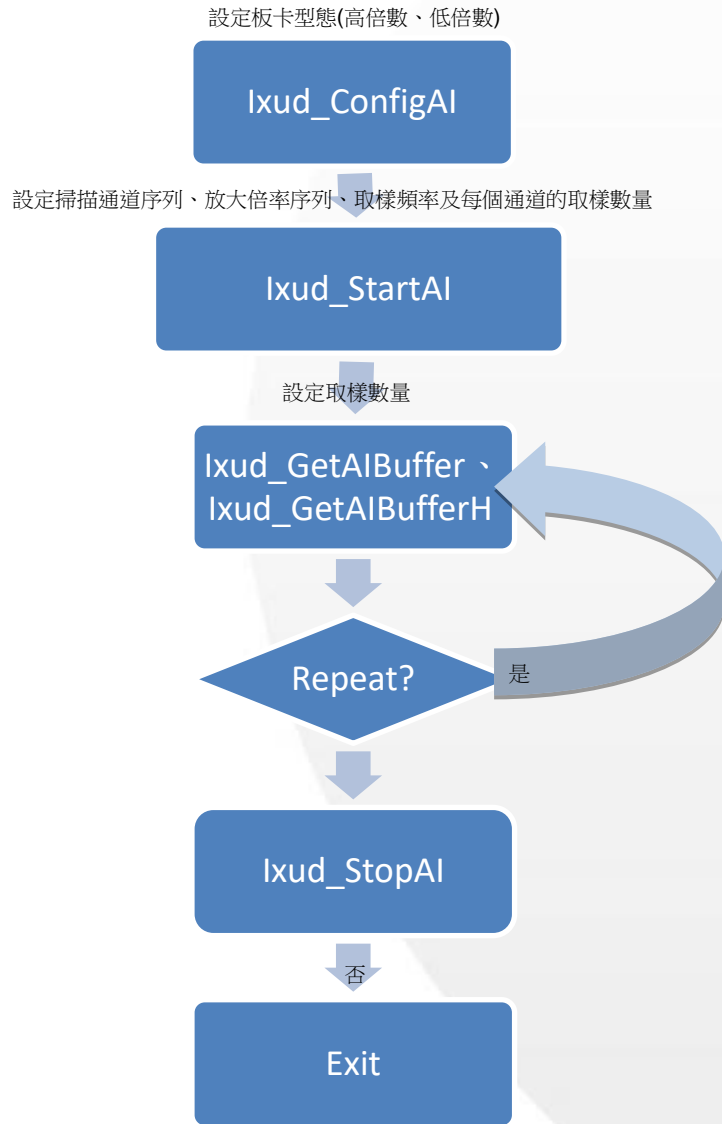 設定板卡型態(高倍數、低倍數)
Ixud_ConfigAI
設定掃描通道序列、放大倍率序列、取樣頻率及每個通道的取樣數量
Ixud_StartAI
設定取樣數量
Ixud_GetAIBuffer、
Ixud_GetAIBufferH
Repeat?
是
Ixud_StopAI
否
Exit